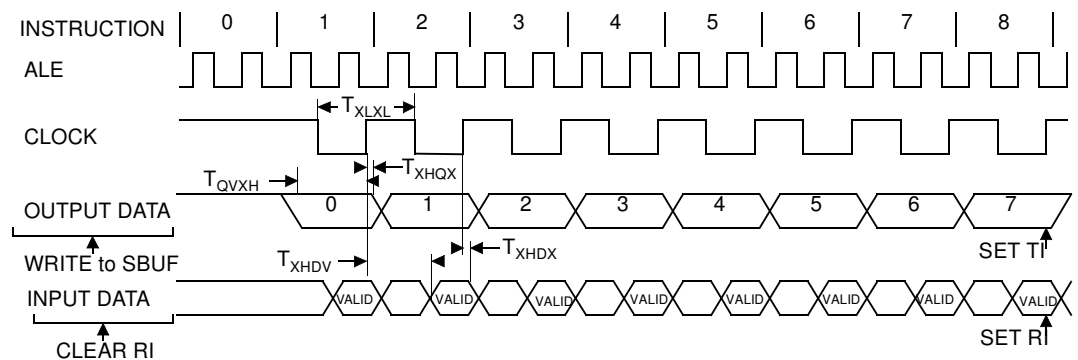 INSTRUCTION 0 1 2 3 4 5 6 7 8
ALE
TXLXL
CLOCK
TXHQX
TQVXH
OUTPUT DATA 0 1 2 3 4 5 6 7
WRITE to SBUF
SET TI
TXHDV
TXHDX
INPUT DATA VALID VALID VALID VALID VALID VALID VALID VALID
CLEAR RI
SET RI